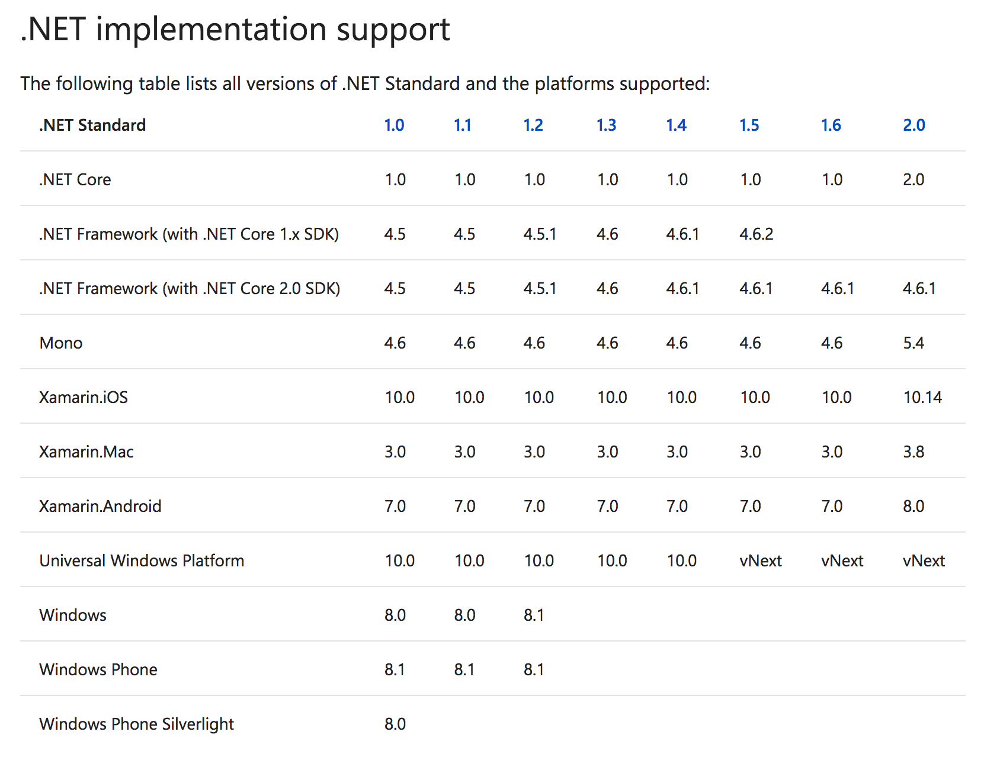 .NET implementation support
The following table lists all versions of .NET Standard and the platforms supported:
.NET Standard 1.0 1.1 1.2 1.3 1.4 1.5 1.6 2.0
.NET Core 1.0 1.0 1.0 1.0 1.0 1.0 1.0 2.0
.NET Framework (with .NET Core 1.x SDK) 4.5 4.5 4.5.1 4.6 4.6.1 4.6.2
.NET Framework (with .NET Core 2.0 SDK) 4.5 4.5 4.5.1 4.6 4.6.1 4.6.1 4.6.1 4.6.1
Mono 4.6 4.6 4.6 4.6 4.6 4.6 4.6 5.4
Xamarin.iOS 10.0 10.0 10.0 10.0 10.0 10.0 10.0 10.14
Xamarin.Mac 3.0 3.0 3.0 3.0 3.0 3.0 3.0 3.8
Xamarin.Android 7.0 7.0 7.0 7.0 7.0 7.0 7.0 8.0
Universal Windows Platform 10.0 10.0 10.0 10.0 10.0 vNext vNext vNext
Windows 8.0 8.0 8.1
Windows Phone 8.1 8.1 8.1
Windows Phone Silverlight 8.0